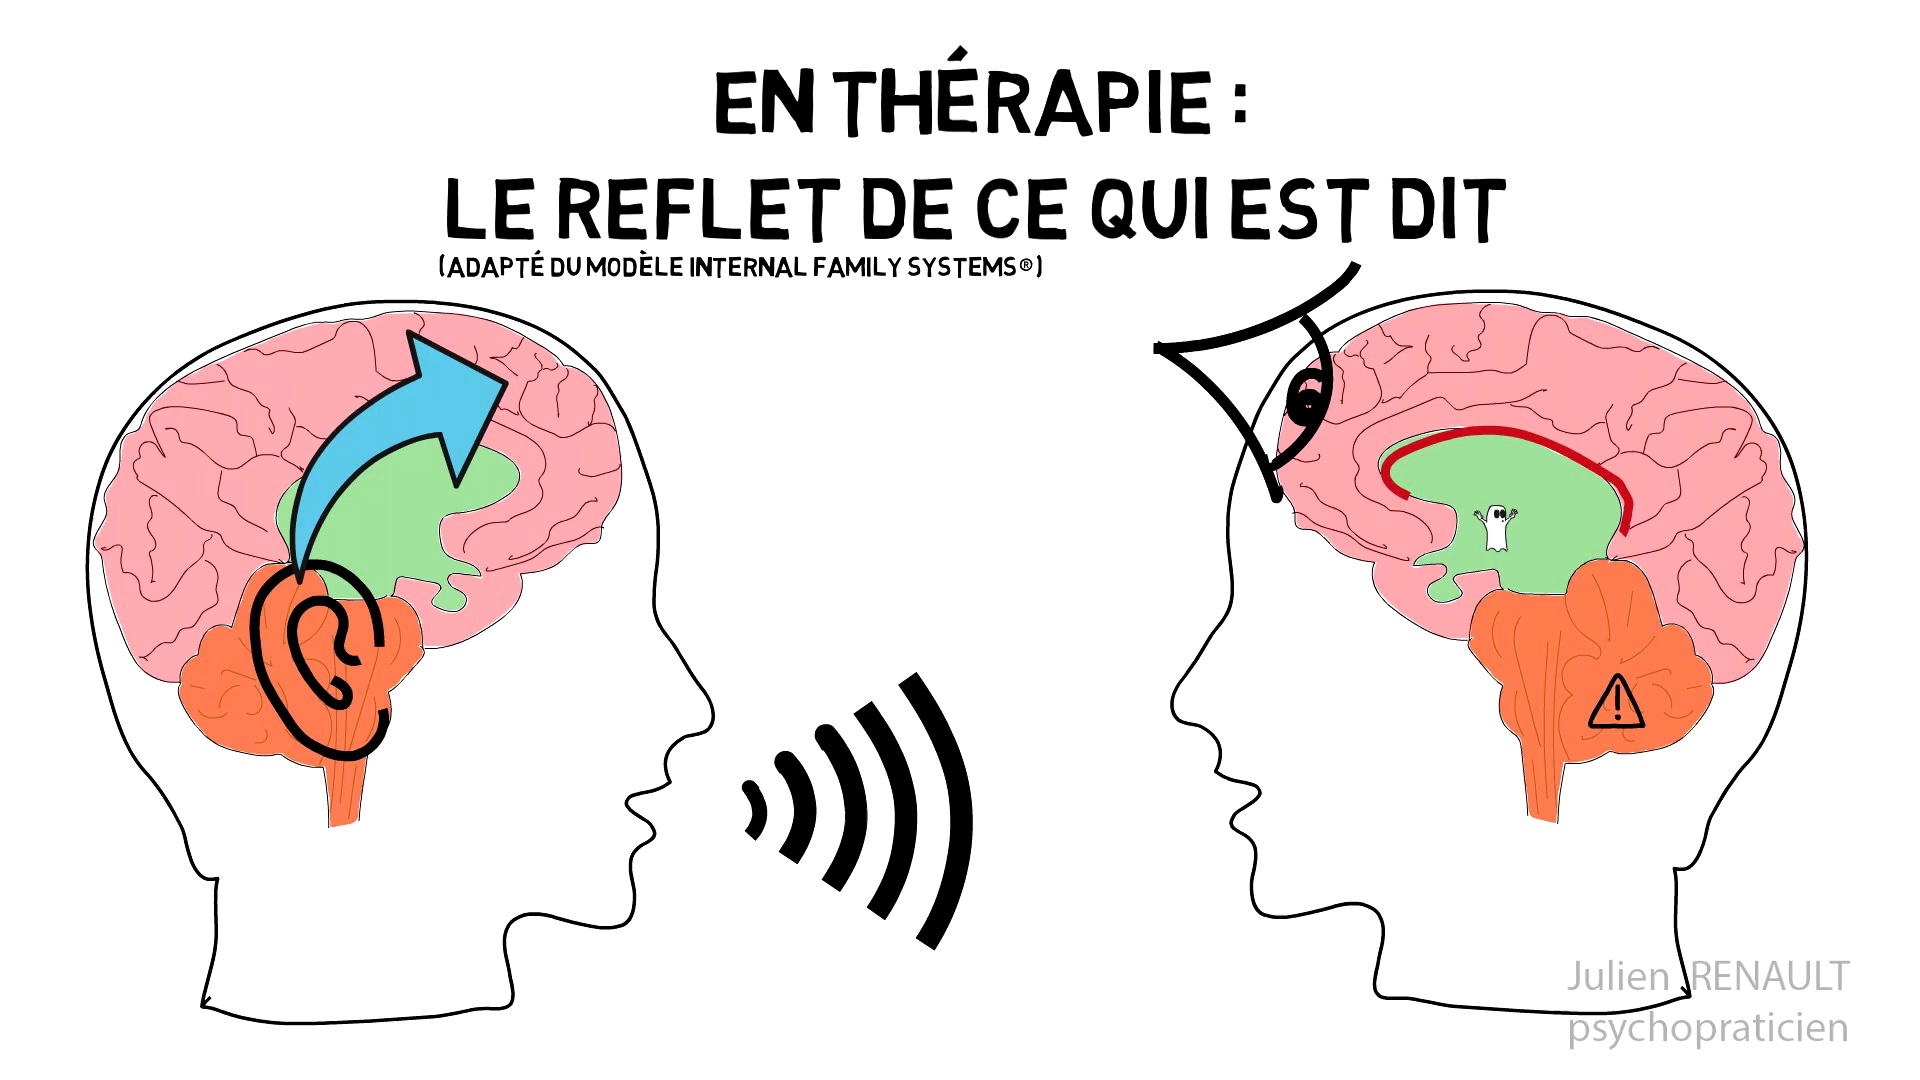 EN THÉRAPIE :
LE REFLET DE CE QUI EST DIT
(ADAPTÉ DU MODÈLE INTERNAL FAMILY SYSTEMS®)
Julien RENAULT
psychopraticien